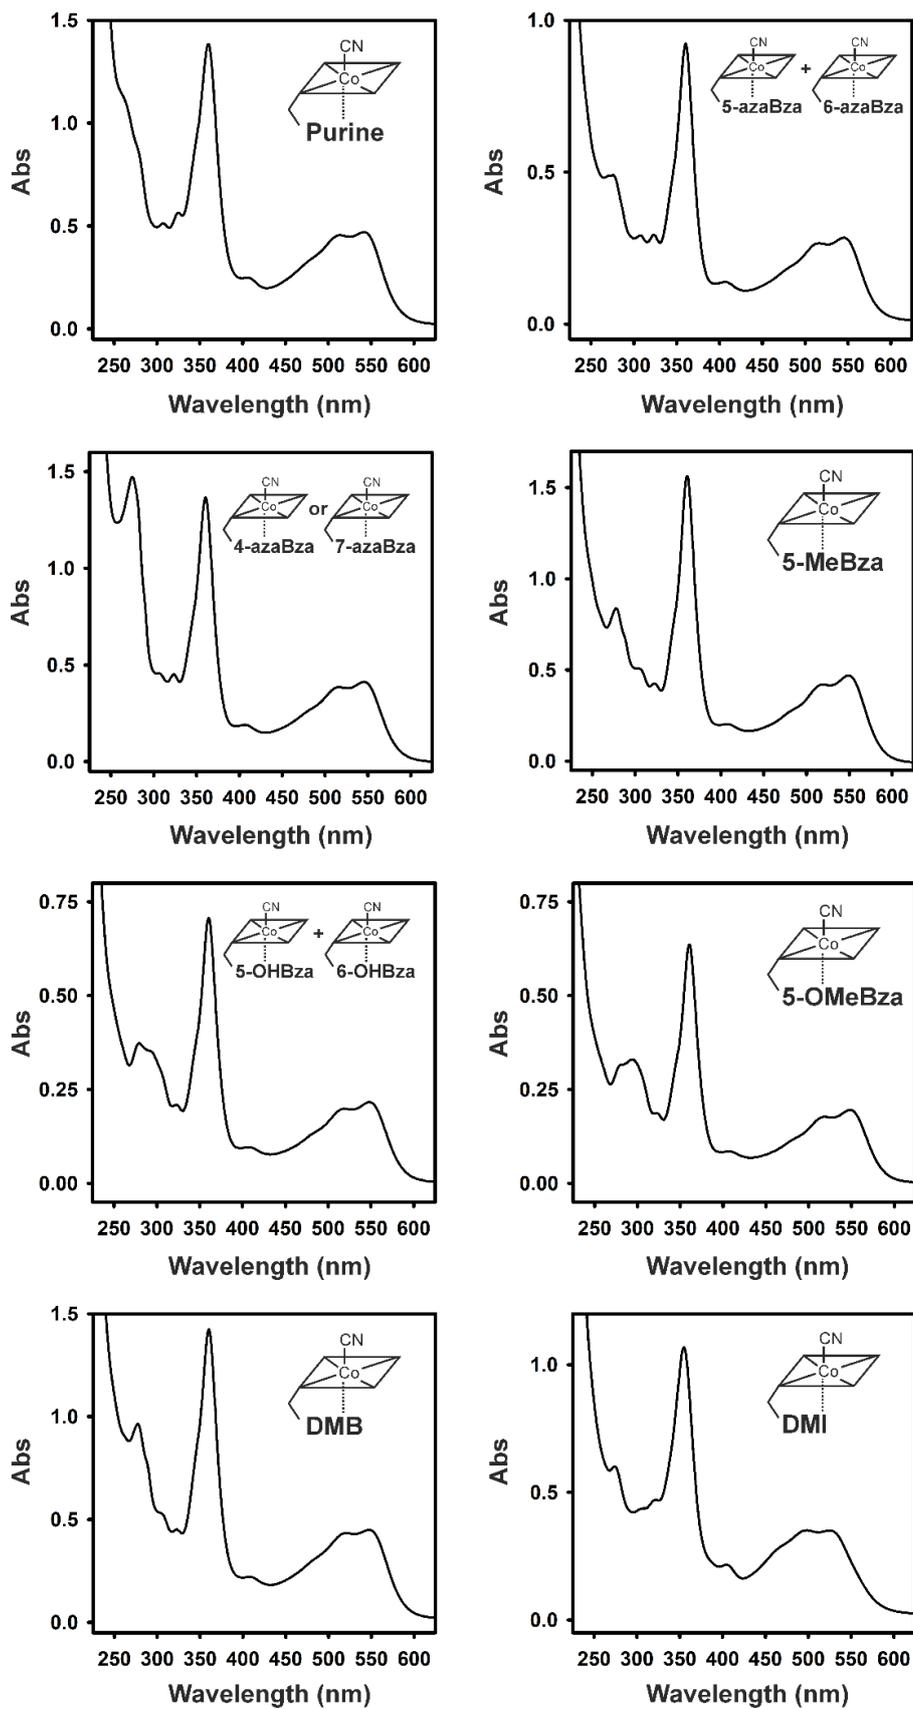 1.5
1.0
0.5
0.0
Abs
CN
Co
Purine
250 300 350 400 450 500 550 600
Wavelength (nm)
1.0
0.5
0.0
Abs
CN CN
Co + Co
5-azaBza 6-azaBza
250 300 350 400 450 500 550 600
Wavelength (nm)
1.5
1.0
0.5
0.0
Abs
CN CN
Co or Co
4-azaBza 7-azaBza
250 300 350 400 450 500 550 600
Wavelength (nm)
1.5
1.0
0.5
0.0
Abs
CN
Co
5-MeBza
250 300 350 400 450 500 550 600
Wavelength (nm)
0.75
0.50
0.25
0.00
Abs
CN CN
Co + Co
5-OHBza 6-OHBza
250 300 350 400 450 500 550 600
Wavelength (nm)
0.75
0.50
0.25
0.00
Abs
CN
Co
5-OMeBza
250 300 350 400 450 500 550 600
Wavelength (nm)
1.5
1.0
0.5
0.0
Abs
CN
Co
DMB
250 300 350 400 450 500 550 600
Wavelength (nm)
1.0
0.5
0.0
Abs
CN
Co
DMI
250 300 350 400 450 500 550 600
Wavelength (nm)